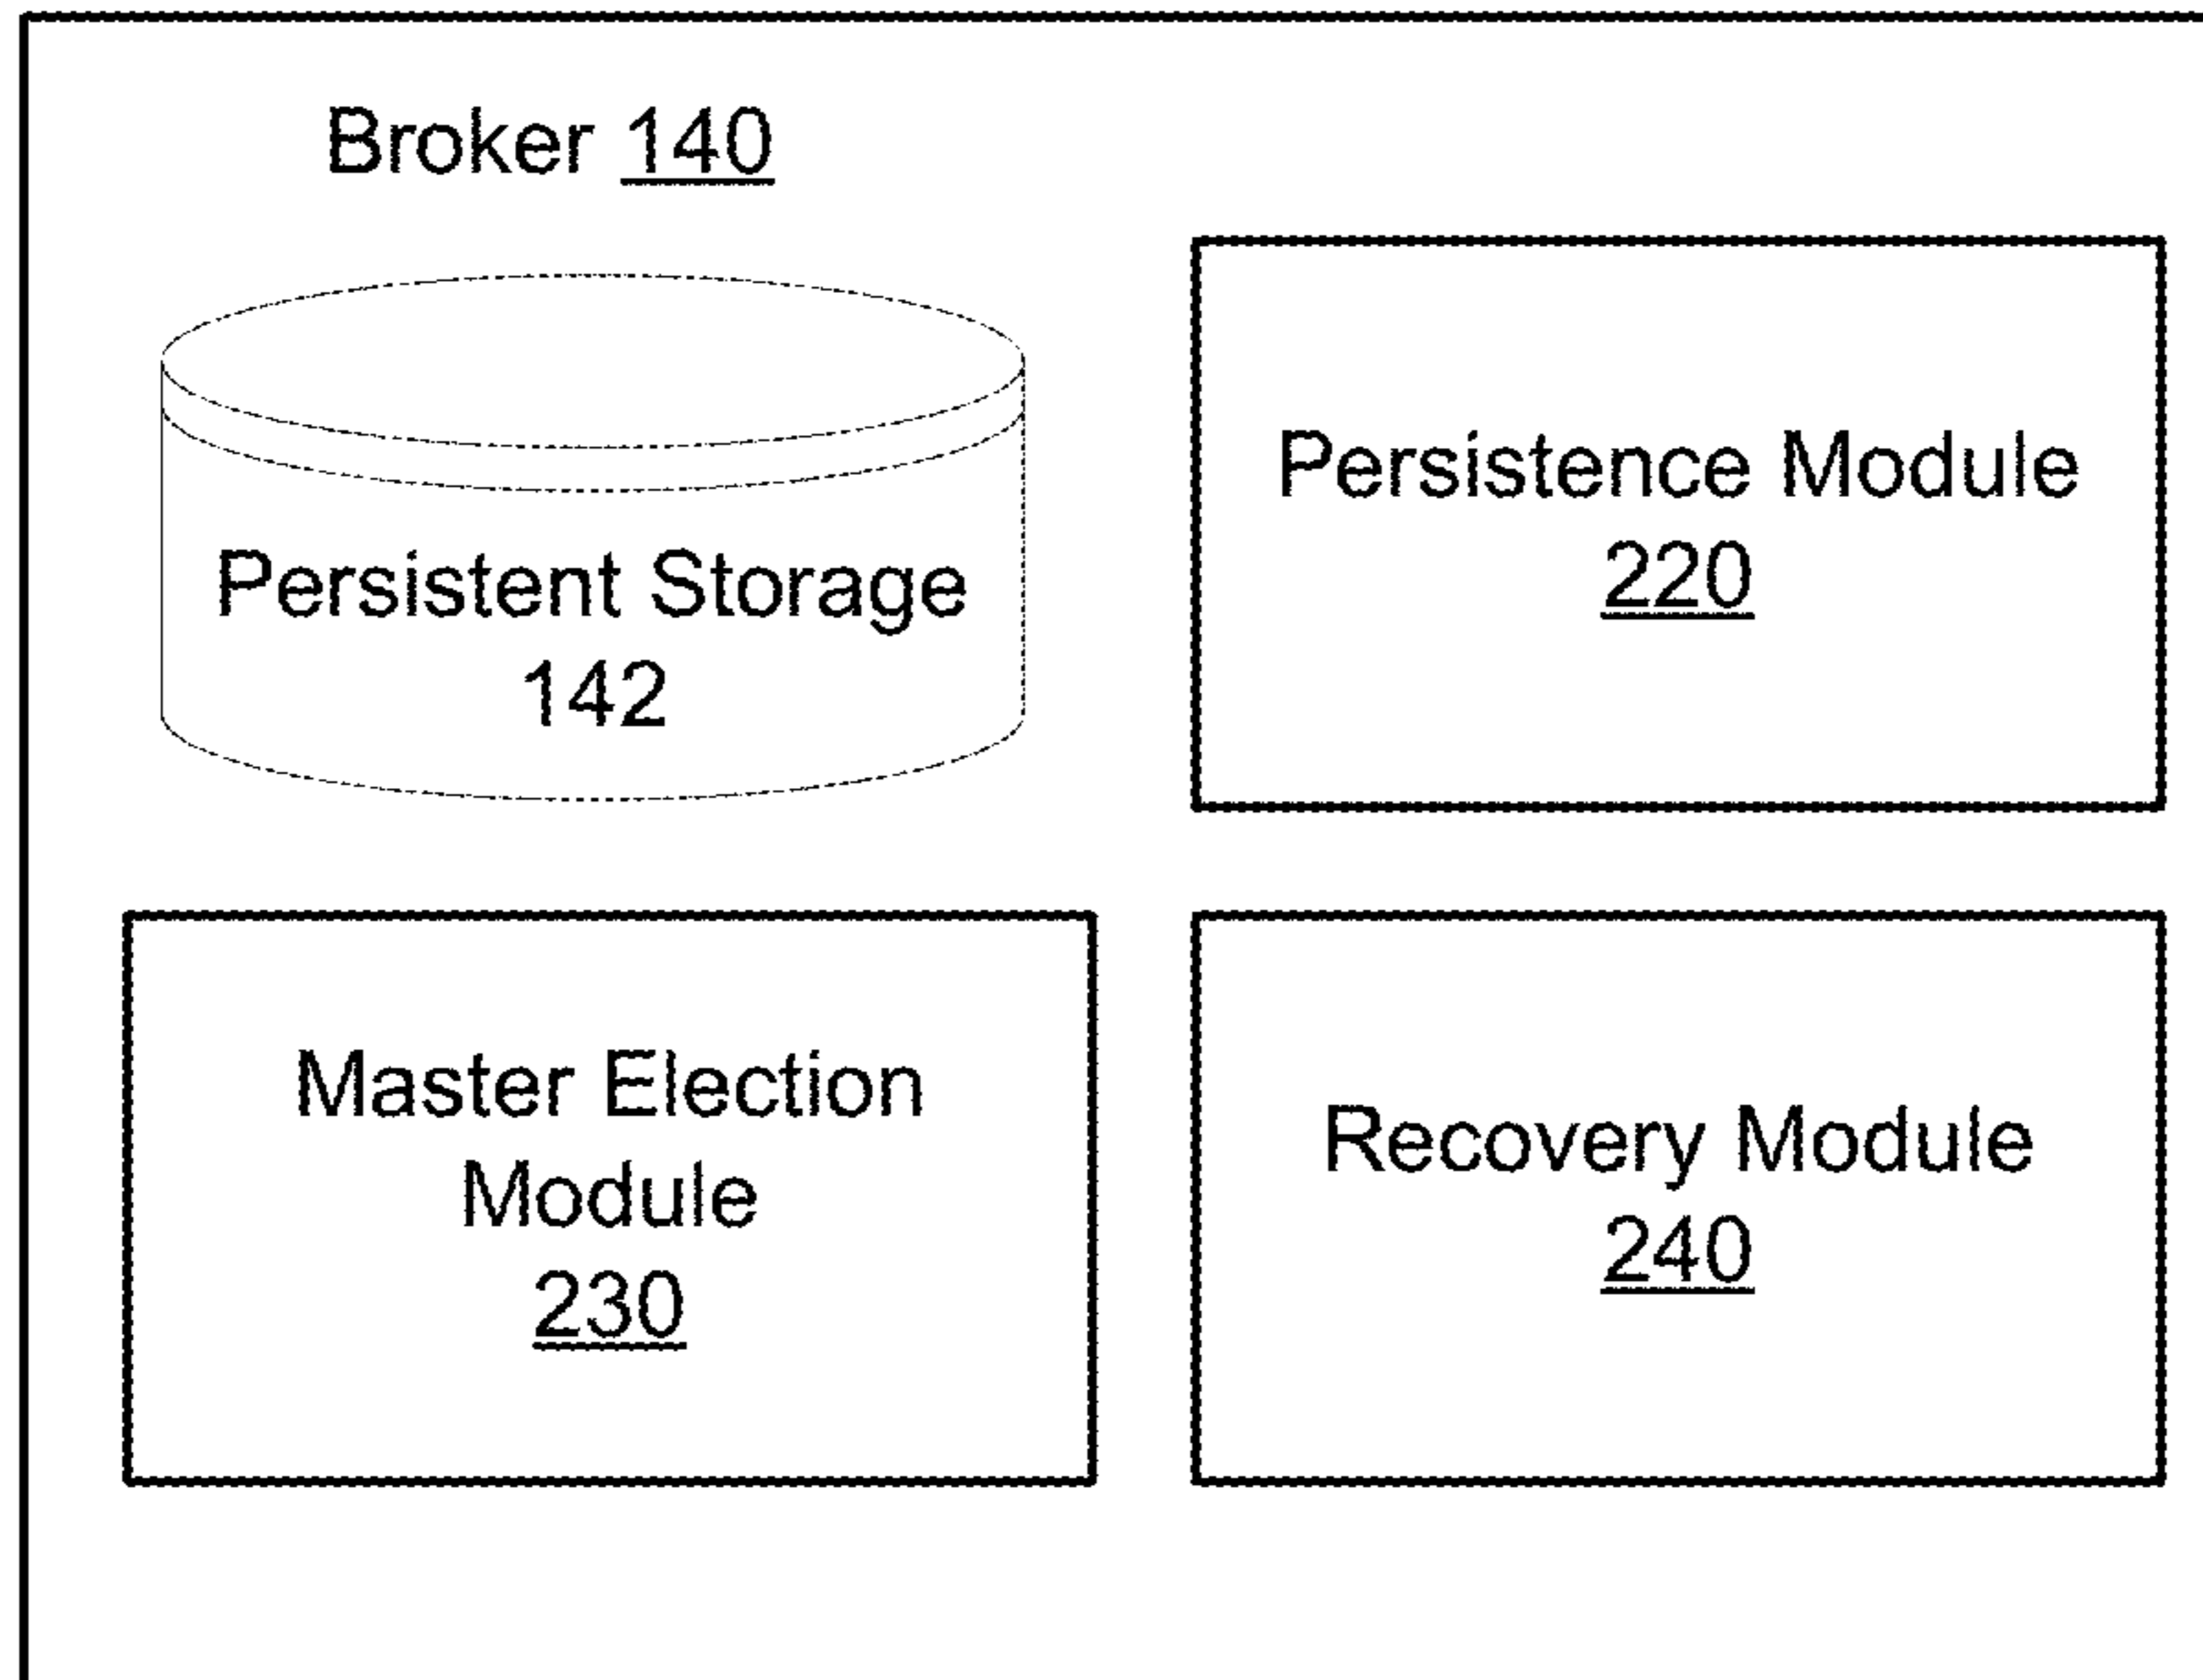 Broker 140
Persistent Storage
142
Persistence Module
220
Master Election
Module
230
Recovery Module
240